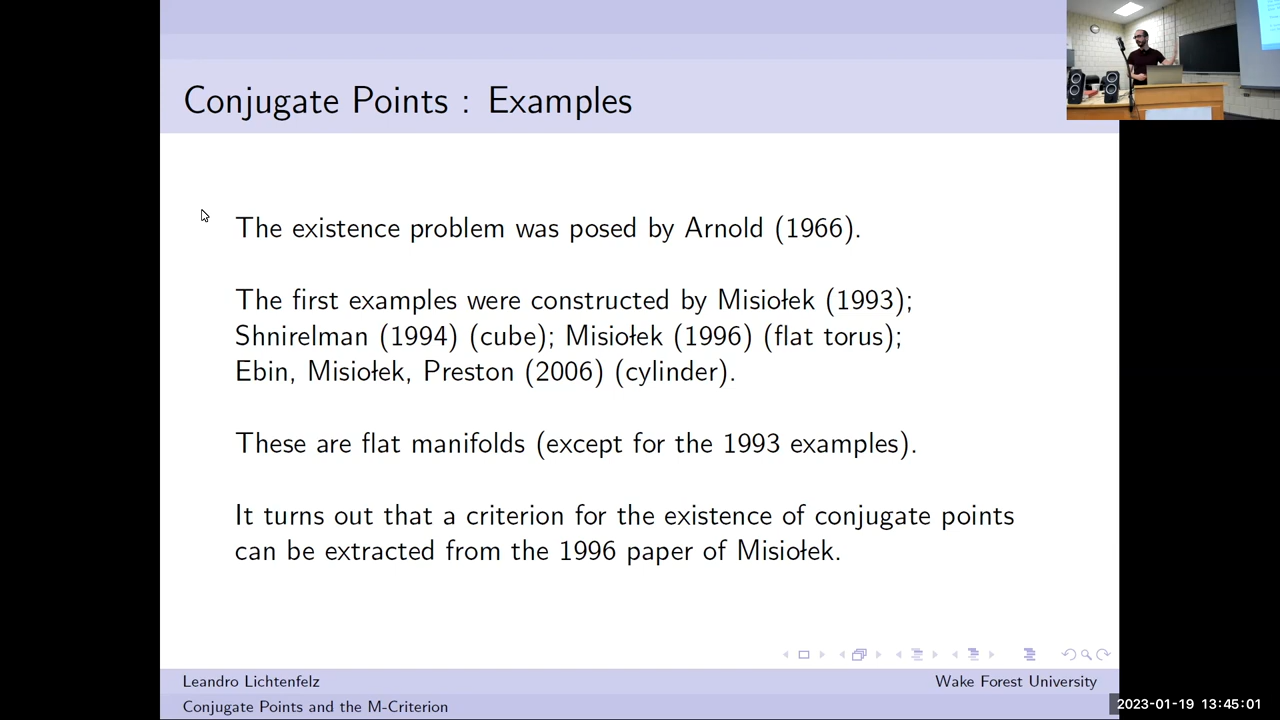 Conjugate Points : Examples
The existence problem was posed by Arnold (1966).
The first examples were constructed by Misiołek (1993);
Shnirelman (1994) (cube); Misiołek (1996) (flat torus);
Ebin, Misiołek, Preston (2006) (cylinder).
These are flat manifolds (except for the 1993 examples).
It turns out that a criterion for the existence of conjugate points
can be extracted from the 1996 paper of Misiołek.
Leandro Lichtenfelz
Wake Forest University
Conjugate Points and the M-Criterion
2023-01-19 13:45:01